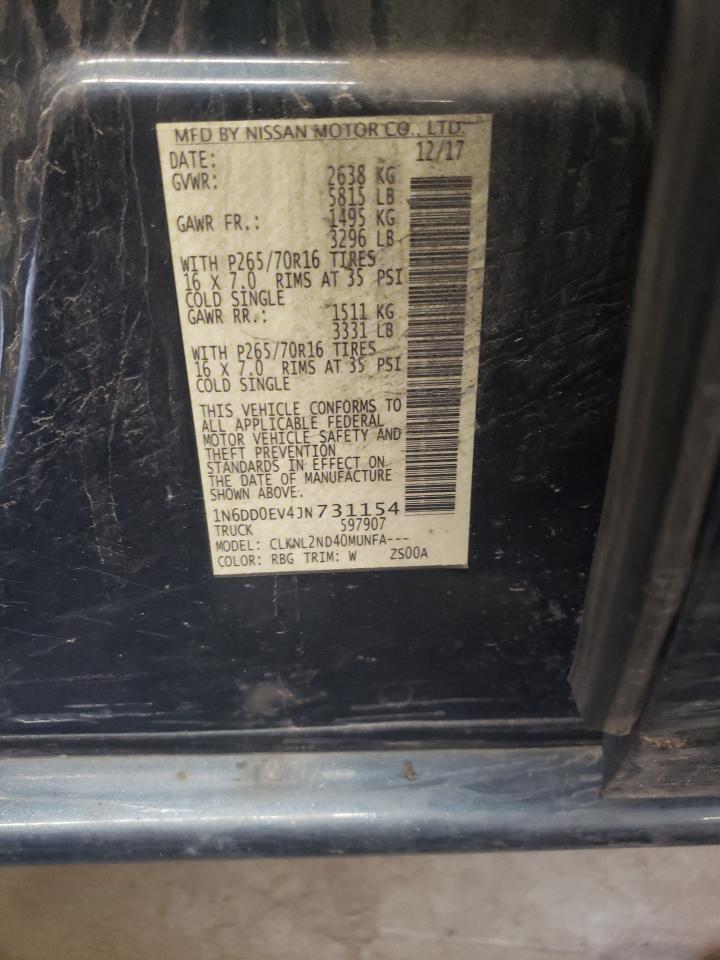 MFD BY NISSAN MOTOR CO., LTD.
DATE: 12/17
GVWR: 2638 KG
5815 LB
GAWR FR.: 1495 KG
3296 LB
WITH P265/70R16 TIRES
16 X 7.0 RIMS AT 35 PSI
COLD SINGLE
GAWR RR.: 1511 KG
3331 LB
WITH P265/70R16 TIRES
16 X 7.0 RIMS AT 35 PSI
COLD SINGLE
THIS VEHICLE CONFORMS TO
ALL APPLICABLE FEDERAL
MOTOR VEHICLE SAFETY AND
THEFT PREVENTION
STANDARDS IN EFFECT ON
THE DATE OF MANUFACTURE
SHOWN ABOVE.
1N6DD0EV4JN731154
TRUCK 597907
MODEL: CLKNL2ND40MUNFA---
COLOR: RBG TRIM: W ZS00A